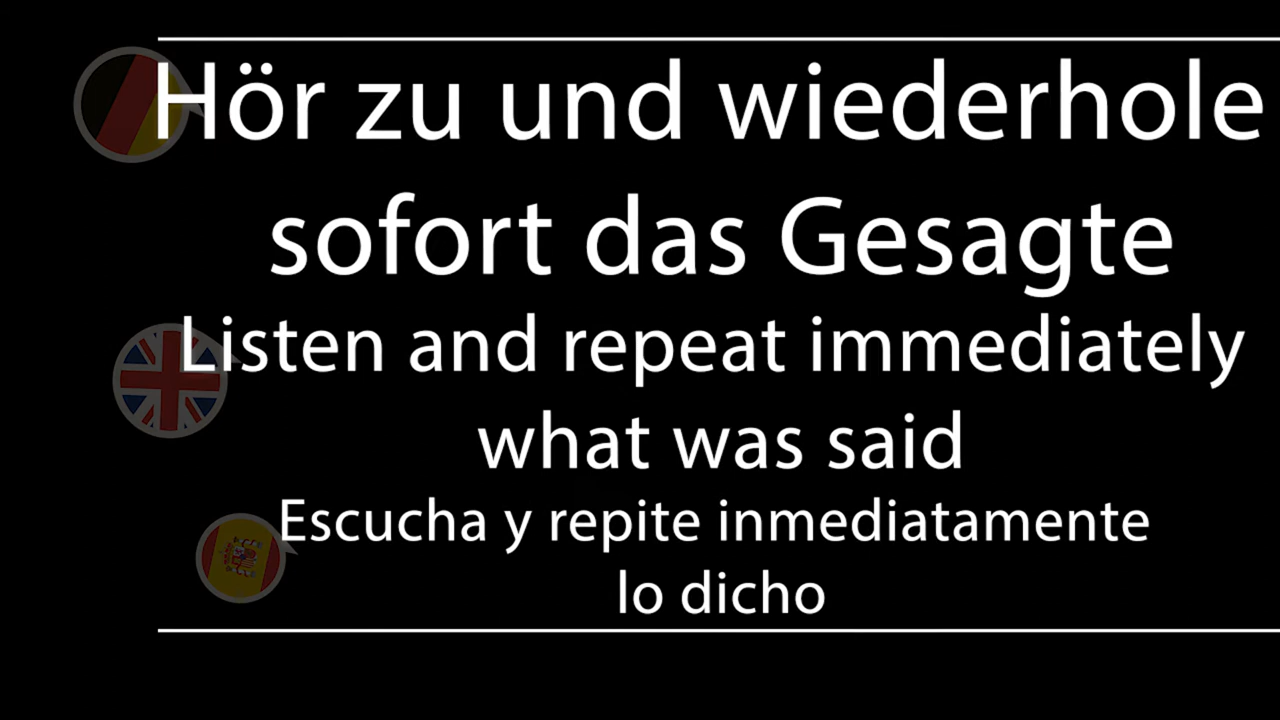 Hör zu und wiederhole
sofort das Gesagte
Listen and repeat immediately
what was said
Escucha y repite inmediatamente
lo dicho